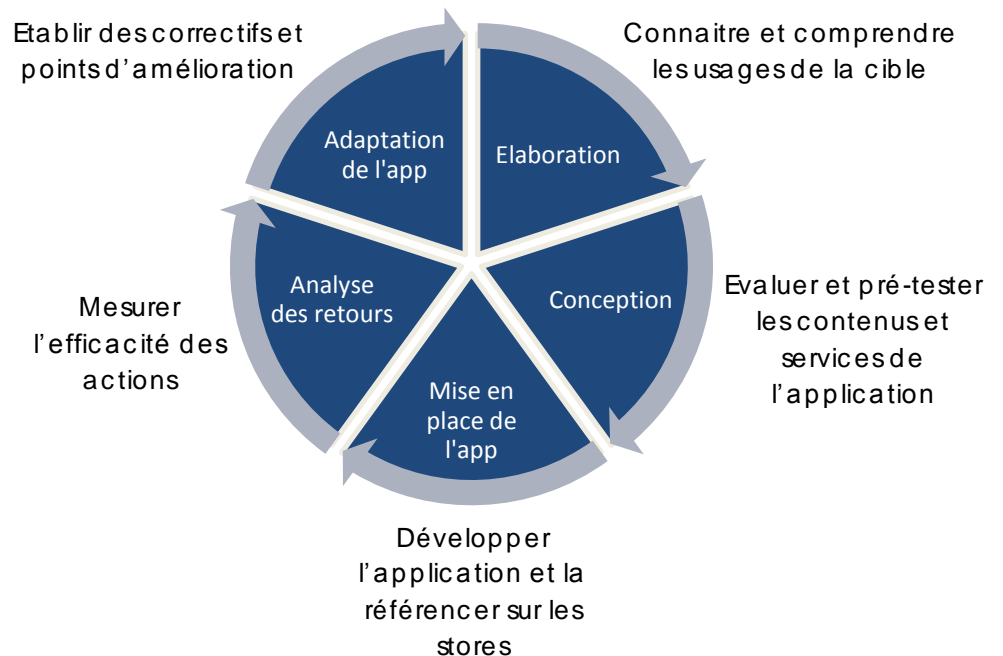 Etablir des correctifs et
points d'amélioration
Connaitre et comprendre
les usages de la cible
Adaptation
de l'app
Elaboration
Analyse
des retours
Conception
Mise en
place de
l'app
Mesurer
l'efficacité des
actions
Evaluer et pré-tester
les contenus et
services de
l'application
Développer
l'application et la
référencer sur les
stores